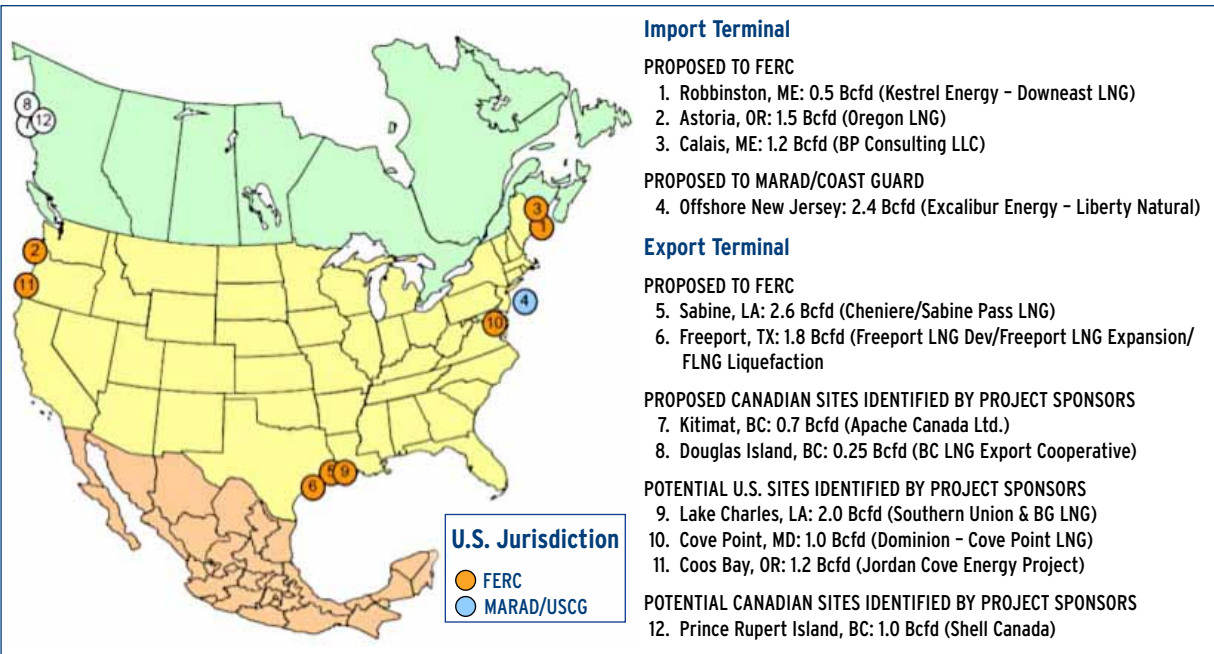 Import Terminal
PROPOSED TO FERC
1. Robbinston, ME: 0.5 Bcfd (Kestrel Energy – Downeast LNG)
2. Astoria, OR: 1.5 Bcfd (Oregon LNG)
3. Calais, ME: 1.2 Bcfd (BP Consulting LLC)
PROPOSED TO MARAD/COAST GUARD
4. Offshore New Jersey: 2.4 Bcfd (Excalibur Energy – Liberty Natural)
Export Terminal
PROPOSED TO FERC
5. Sabine, LA: 2.6 Bcfd (Cheniere/Sabine Pass LNG)
6. Freeport, TX: 1.8 Bcfd (Freeport LNG Dev/Freeport LNG Expansion/
FLNG Liquefaction
PROPOSED CANADIAN SITES IDENTIFIED BY PROJECT SPONSORS
7. Kitimat, BC: 0.7 Bcfd (Apache Canada Ltd.)
8. Douglas Island, BC: 0.25 Bcfd (BC LNG Export Cooperative)
POTENTIAL U.S. SITES IDENTIFIED BY PROJECT SPONSORS
9. Lake Charles, LA: 2.0 Bcfd (Southern Union & BG LNG)
10. Cove Point, MD: 1.0 Bcfd (Dominion – Cove Point LNG)
11. Coos Bay, OR: 1.2 Bcfd (Jordan Cove Energy Project)
POTENTIAL CANADIAN SITES IDENTIFIED BY PROJECT SPONSORS
12. Prince Rupert Island, BC: 1.0 Bcfd (Shell Canada)
8
7 12
3
1
2
11
4
10
5 9
6
U.S. Jurisdiction
FERC
MARAD/USCG